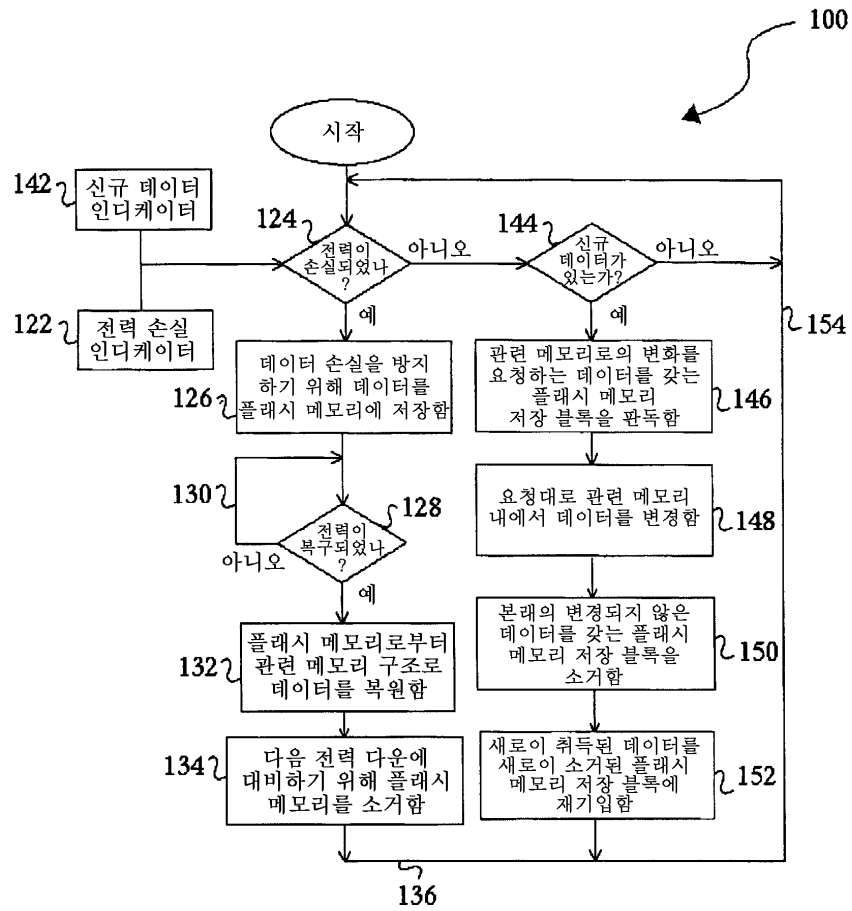 100
시작
142
신규 데이터
인디케이터
124
전력이
손실되었나
?
아니오
144
신규
데이터가
있는가?
아니오
122
전력 손실
인디케이터
예
예
154
데이터 손실을 방지
하기 위해 데이터를
플래시 메모리에 저장함
126
관련 메모리로의 변화를
요청하는 데이터를 갖는
플래시 메모리
저장 블록을 판독함
146
130
전력이
복구되었나
?
128
아니오
예
요청대로 관련 메모리
내에서 데이터를 변경함
148
132
플래시 메모리로부터
관련 메모리 구조로
데이터를 복원함
본래의 변경되지 않은
데이터를 갖는 플래시
메모리 저장 블록을
소거함
150
134
다음 전력 다운에
대비하기 위해 플래시
메모리를 소거함
새로이 취득된 데이터를
새로이 소거된 플래시
메모리 저장 블록에
재기입함
152
136